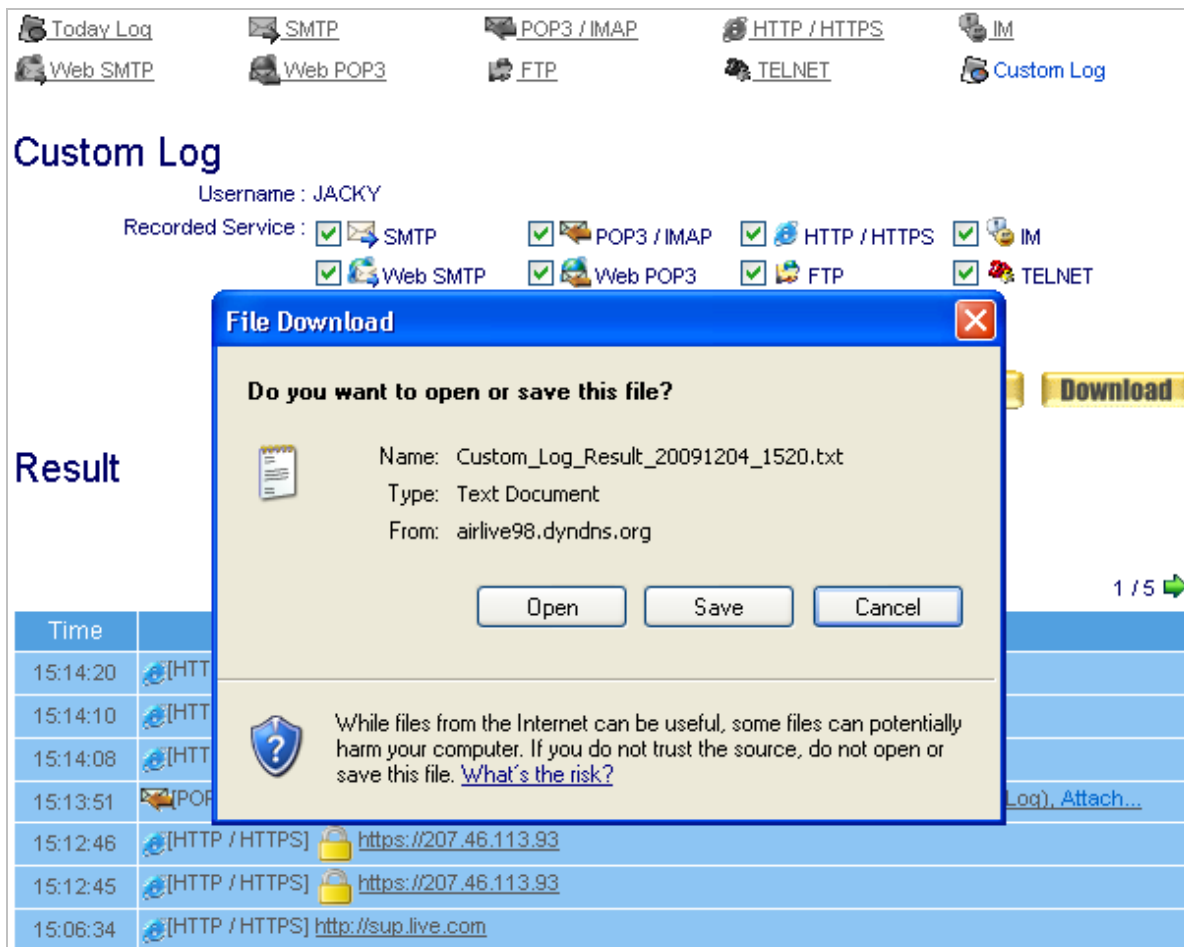 Today Log SMTP POP3 / IMAP HTTP / HTTPS IM
Web SMTP Web POP3 FTP TELNET Custom Log
Custom Log
Username : JACKY
Recorded Service : SMTP POP3 / IMAP HTTP / HTTPS IM
Web SMTP Web POP3 FTP TELNET
File Download
Do you want to open or save this file?
Download
Name: Custom_Log_Result_20091204_1520.txt
Result
Type: Text Document
From: airlive98.dyndns.org
Open Save Cancel
1 / 5
Time
15:14:20 [HTT
15:14:10 [HTT
15:14:08 [HTT
While files from the Internet can be useful, some files can potentially
harm your computer. If you do not trust the source, do not open or
save this file. What's the risk?
15:13:51 [POP Log), Attach...
15:12:46 [HTTP / HTTPS] https://207.46.113.93
15:12:45 [HTTP / HTTPS] https://207.46.113.93
15:06:34 [HTTP / HTTPS] http://sup.live.com